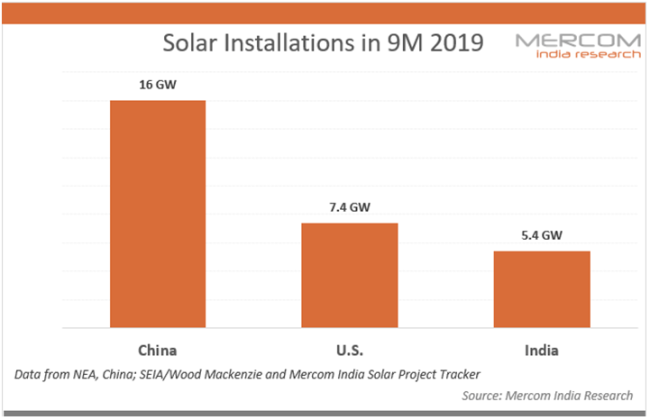 Solar Installations in 9M 2019
MERCOM
india research
16 GW
7.4 GW
5.4 GW
China U.S. India
Data from NEA, China; SEIA/Wood Mackenzie and Mercom India Solar Project Tracker
Source: Mercom India Research